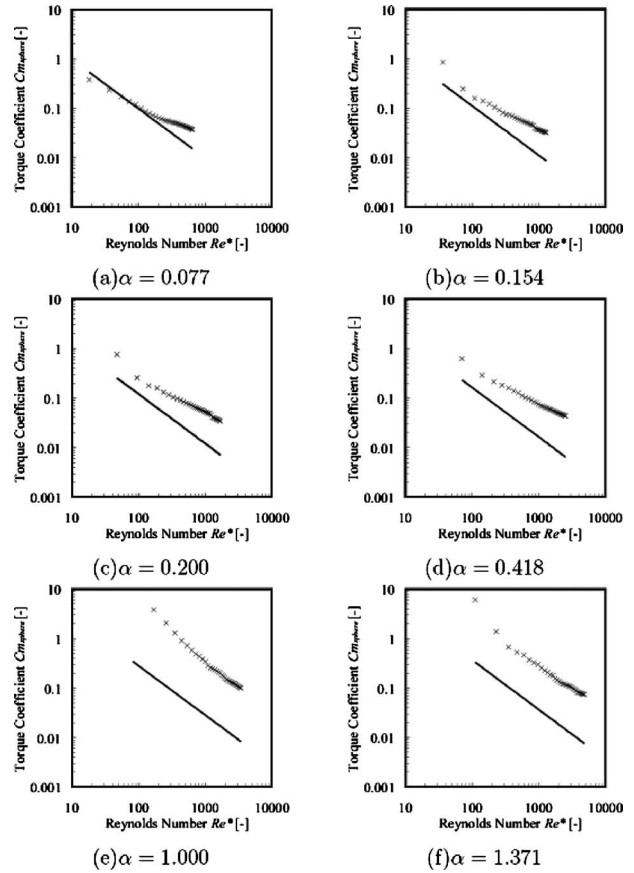 10
1
0.1
0.01
0.001
Torque Coefficient Cm_sphere [-]
10 100 1000 10000
Reynolds Number Re* [-]
(a)α = 0.077
10
1
0.1
0.01
0.001
Torque Coefficient Cm_sphere [-]
10 100 1000 10000
Reynolds Number Re* [-]
(b)α = 0.154
10
1
0.1
0.01
0.001
Torque Coefficient Cm_sphere [-]
10 100 1000 10000
Reynolds Number Re* [-]
(c)α = 0.200
10
1
0.1
0.01
0.001
Torque Coefficient Cm_sphere [-]
10 100 1000 10000
Reynolds Number Re* [-]
(d)α = 0.418
10
1
0.1
0.01
0.001
Torque Coefficient Cm_sphere [-]
10 100 1000 10000
Reynolds Number Re* [-]
(e)α = 1.000
10
1
0.1
0.01
0.001
Torque Coefficient Cm_sphere [-]
10 100 1000 10000
Reynolds Number Re* [-]
(f)α = 1.371